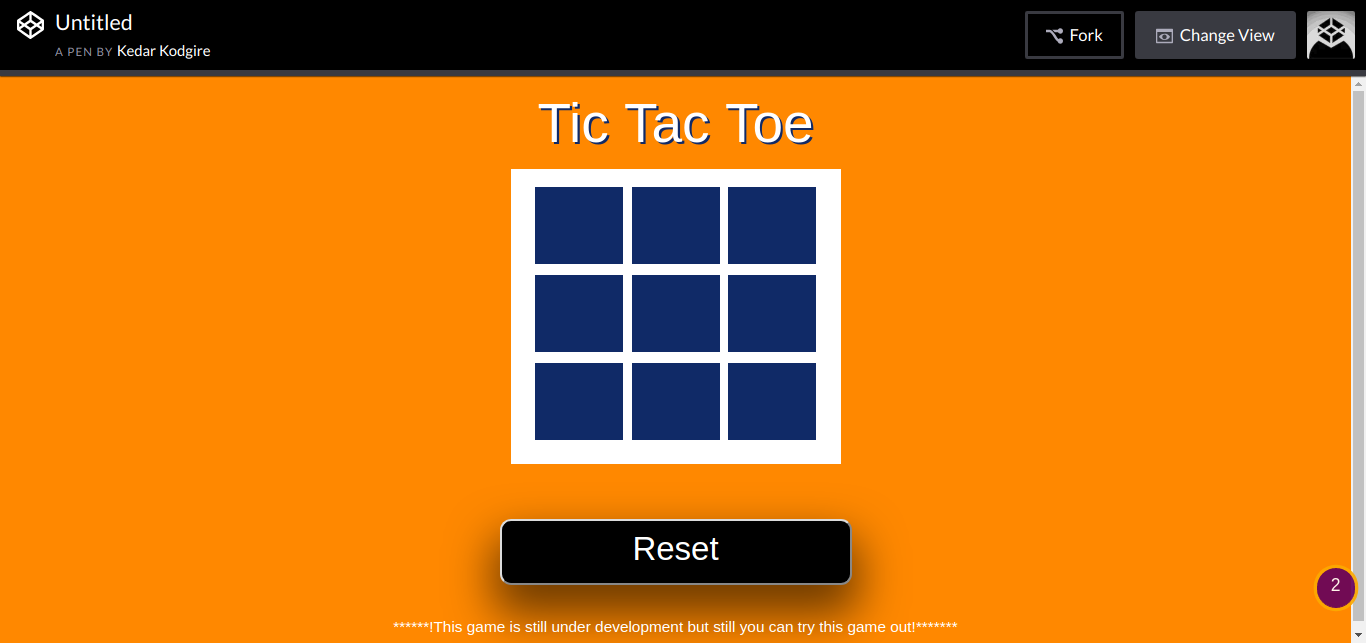 Untitled
A PEN BY Kedar Kodgire
Fork
Change View
Tic Tac Toe
Reset
2
******!This game is still under development but still you can try this game out!*******